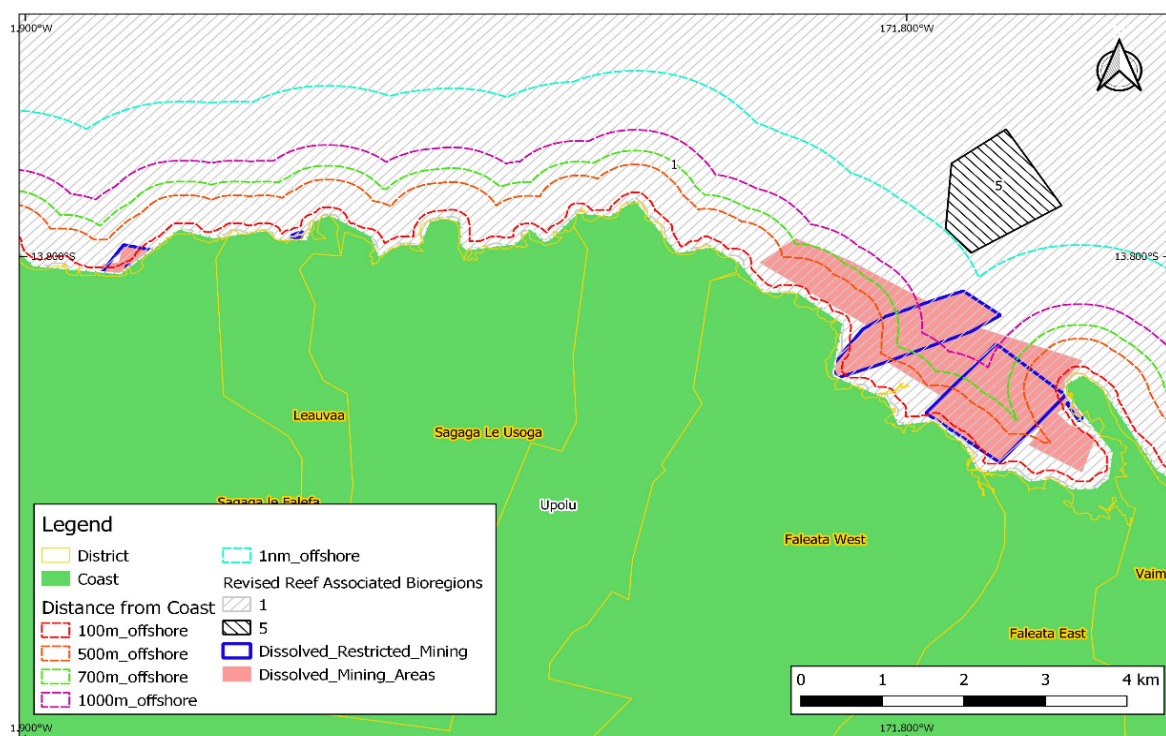 1.900°W
171.800°W
1
5
13.800°S
13.800°S
Leauvaa
Sagaga Le Usoga
Sagaga le Falefa
Upolu
Faleata West
Vaim
Faleata East
Legend
District
Coast
Distance from Coast
100m_offshore
500m_offshore
700m_offshore
1000m_offshore
1nm_offshore
Revised Reef Associated Bioregions
1
5
Dissolved_Restricted_Mining
Dissolved_Mining_Areas
0 1 2 3 4 km
1.900°W
171.800°W